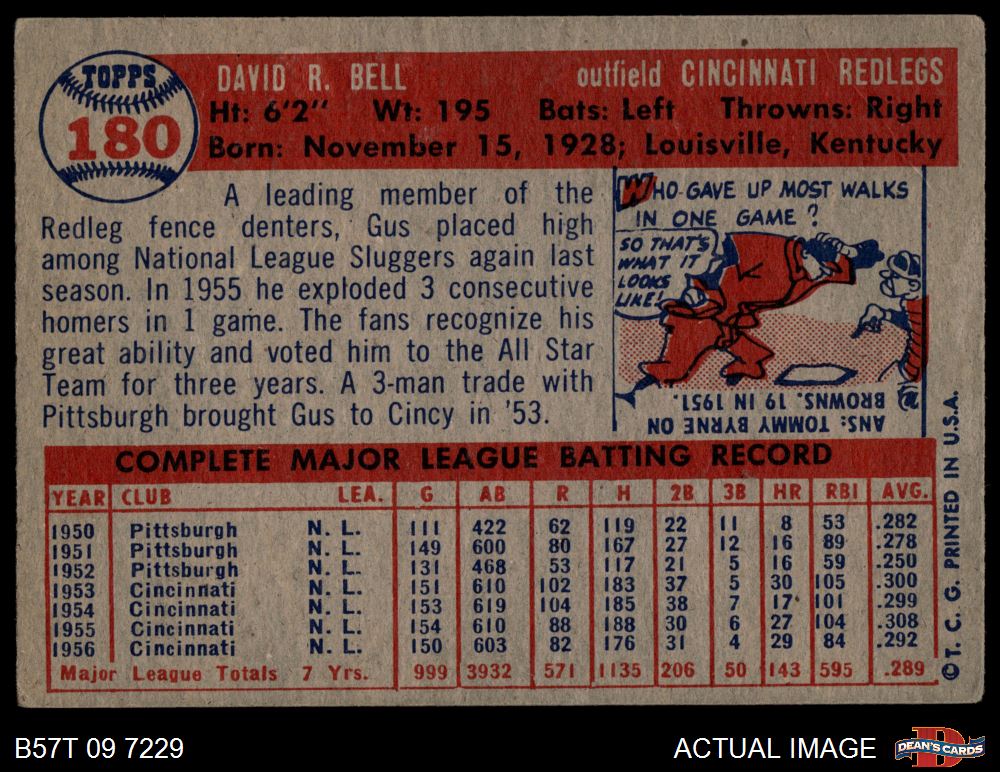 TOPPS
180
DAVID R. BELL outfield CINCINNATI REDLEGS
Ht: 6'2" Wt: 195 Bats: Left Throwns: Right
Born: November 15, 1928; Louisville, Kentucky
A leading member of the
Redleg fence denters, Gus placed high
among National League Sluggers again last
season. In 1955 he exploded 3 consecutive
homers in 1 game. The fans recognize his
great ability and voted him to the All Star
Team for three years. A 3-man trade with
Pittsburgh brought Gus to Cincy in '53.
WHO GAVE UP MOST WALKS
IN ONE GAME?
SO THAT'S
WHAT IT
LOOKS
LIKE!
ANS: TOMMY BYRNE ON
BROWNS. 19 IN 1951.
COMPLETE MAJOR LEAGUE BATTING RECORD
YEAR CLUB LEA. G AB R H 2B 3B HR RBI AVG.
1950 Pittsburgh N. L. 111 422 62 119 22 11 8 53 .282
1951 Pittsburgh N. L. 149 600 80 167 27 12 16 89 .278
1952 Pittsburgh N. L. 131 468 53 117 21 5 16 59 .250
1953 Cincinnati N. L. 151 610 102 183 37 5 30 105 .300
1954 Cincinnati N. L. 153 619 104 185 38 7 17 101 .299
1955 Cincinnati N. L. 154 610 88 188 30 6 27 104 .308
1956 Cincinnati N. L. 150 603 82 176 31 4 29 84 .292
Major League Totals 7 Yrs. 999 3932 571 1135 206 50 143 595 .289
©T. C. G. PRINTED IN U.S.A.
B57T 09 7229
ACTUAL IMAGE
DEAN'S CARDS